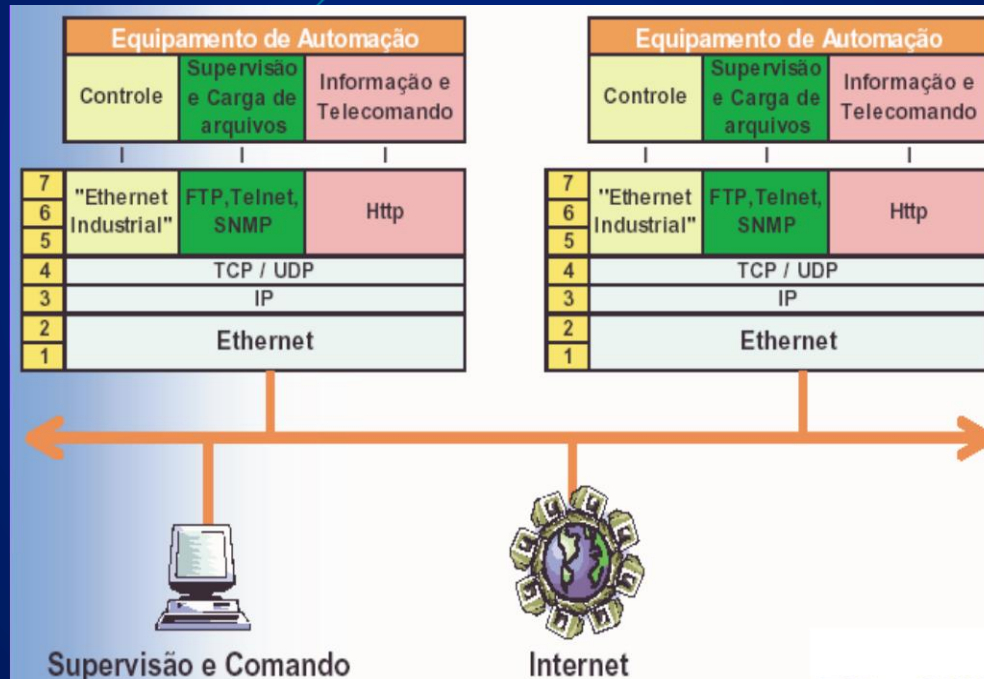 Equipamento de Automação
Controle
Supervisão
e Carga de
arquivos
Informação e
Telecomando
7
6
5
"Ethernet
Industrial"
FTP,Telnet,
SNMP
Http
4
TCP / UDP
3
IP
2
1
Ethernet
Equipamento de Automação
Controle
Supervisão
e Carga de
arquivos
Informação e
Telecomando
7
6
5
"Ethernet
Industrial"
FTP,Telnet,
SNMP
Http
4
TCP / UDP
3
IP
2
1
Ethernet
Supervisão e Comando
Internet